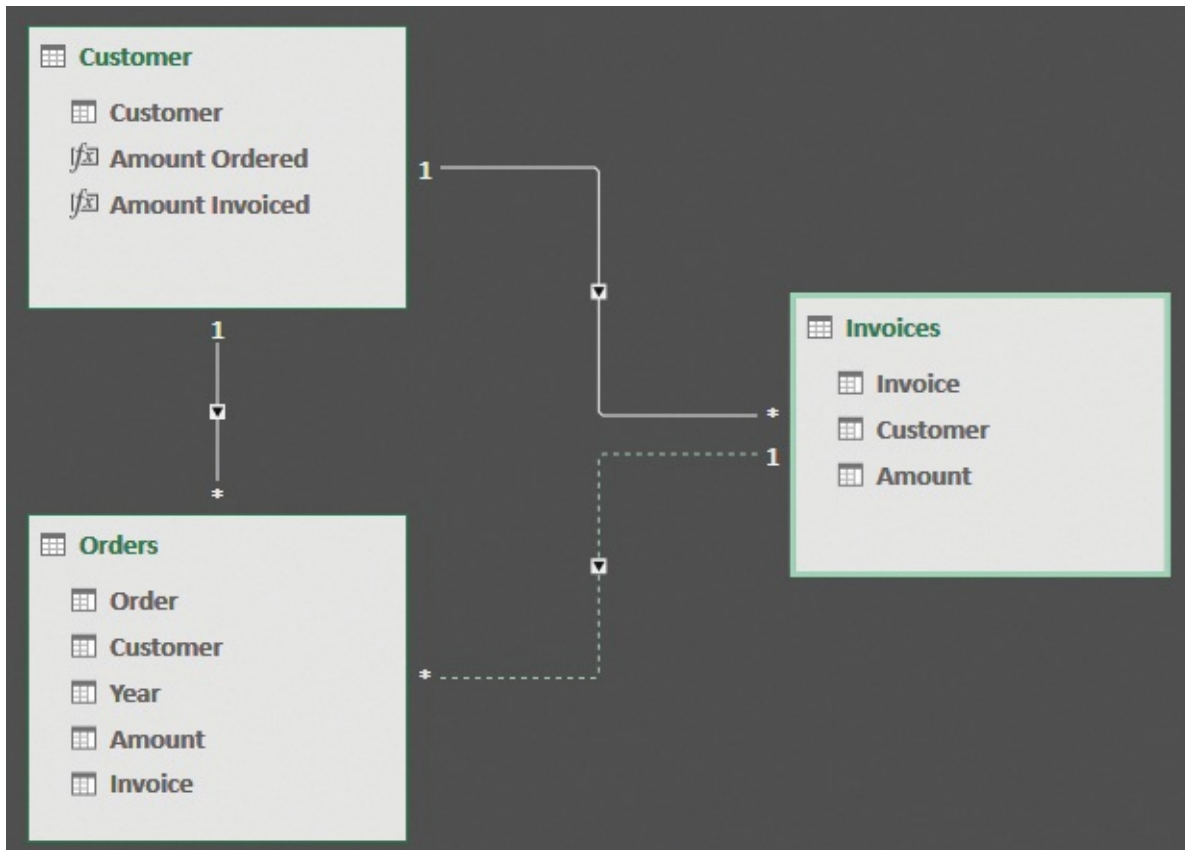 Customer
Customer
Amount Ordered
Amount Invoiced
1
1
*
Invoices
Invoice
Customer
Amount
*
1
Orders
Order
Customer
Year
Amount
Invoice
*